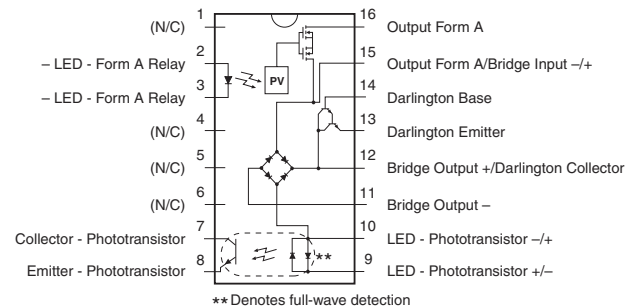 1
(N/C)
2
– LED - Form A Relay
3
– LED - Form A Relay
4
(N/C)
5
(N/C)
6
(N/C)
7
Collector - Phototransistor
8
Emitter - Phototransistor
PV
**
16
Output Form A
15
Output Form A/Bridge Input –/+
14
Darlington Base
13
Darlington Emitter
12
Bridge Output +/Darlington Collector
11
Bridge Output –
10
LED - Phototransistor –/+
9
LED - Phototransistor +/–
** Denotes full-wave detection